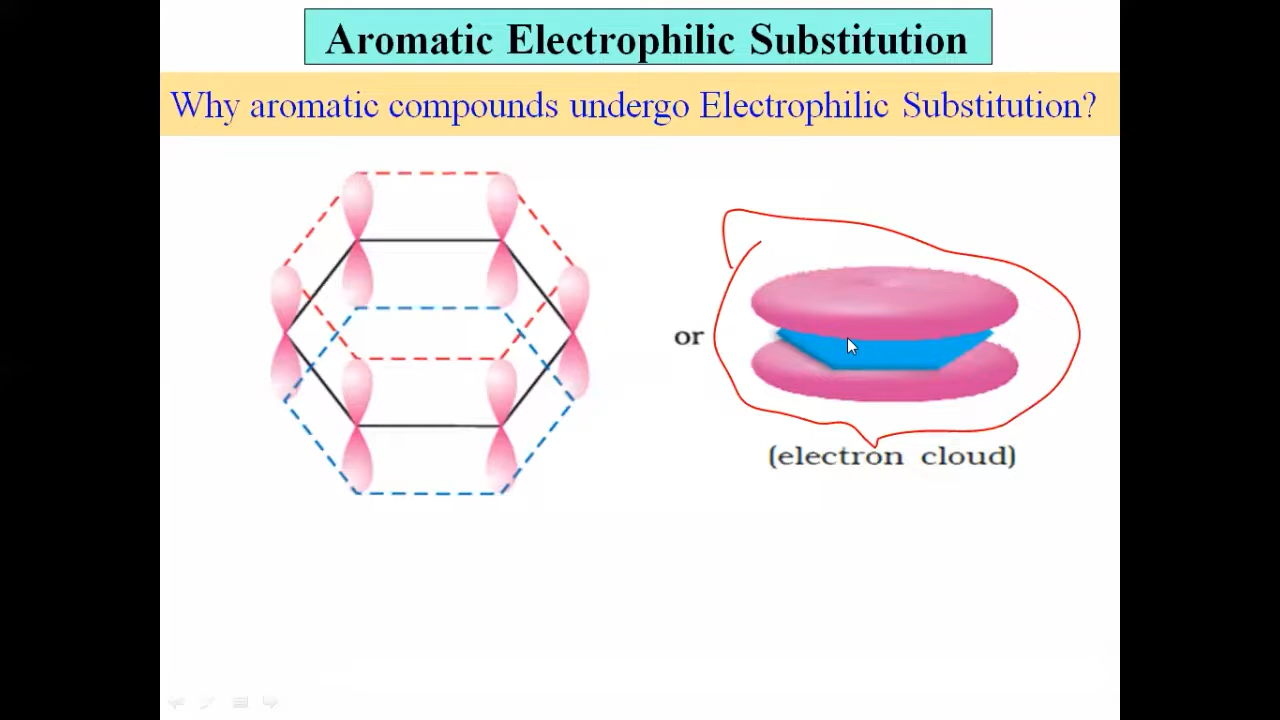 Aromatic Electrophilic Substitution
Why aromatic compounds undergo Electrophilic Substitution?
or
(electron cloud)